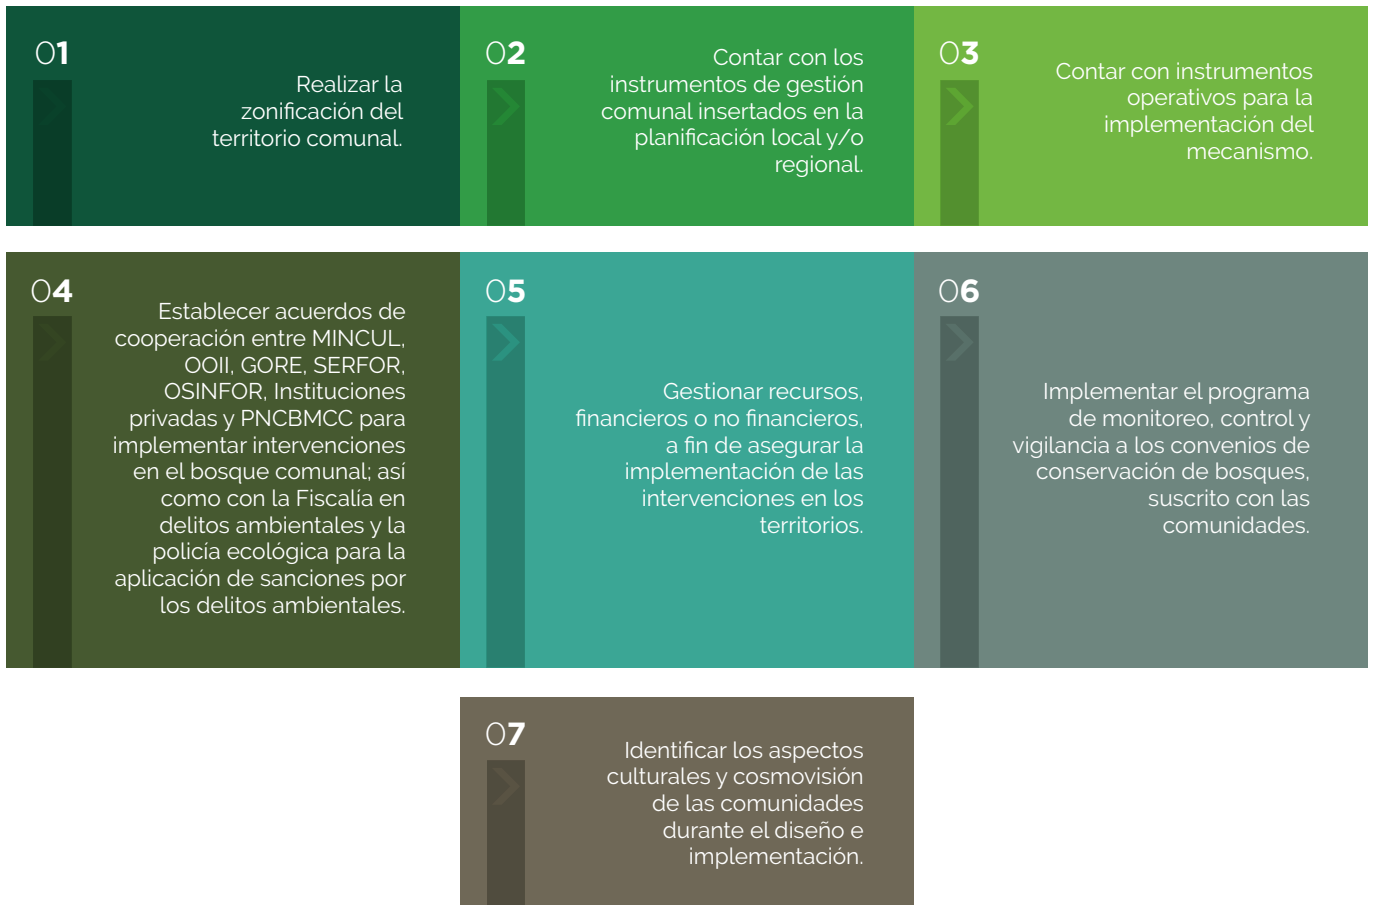 01
Realizar la
zonificación del
territorio comunal.
02
Contar con los
instrumentos de gestión
comunal insertados en la
planificación local y/o
regional.
03
Contar con instrumentos
operativos para la
implementación del
mecanismo.
04
Establecer acuerdos de
cooperación entre MINCUL,
OOII, GORE, SERFOR,
OSINFOR, Instituciones
privadas y PNCBMCC para
implementar intervenciones
en el bosque comunal; así
como con la Fiscalía en
delitos ambientales y la
policía ecológica para la
aplicación de sanciones por
los delitos ambientales.
05
Gestionar recursos,
financieros o no financieros,
a fin de asegurar la
implementación de las
intervenciones en los
territorios.
06
Implementar el programa
de monitoreo, control y
vigilancia a los convenios de
conservación de bosques,
suscrito con las
comunidades.
07
Identificar los aspectos
culturales y cosmovisión
de las comunidades
durante el diseño e
implementación.